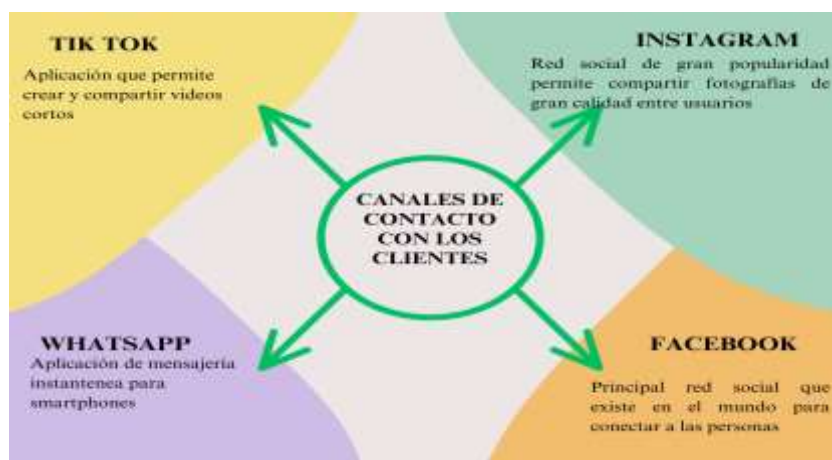 TIK TOK
Aplicación que permite
crear y compartir videos
cortos
INSTAGRAM
Red social de gran popularidad
permite compartir fotografías de
gran calidad entre usuarios
CANALES DE
CONTACTO
CON LOS
CLIENTES
WHATSAPP
Aplicación de mensajería
instantenea para
smartphones
FACEBOOK
Principal red social que
existe en el mundo para
conectar a las personas